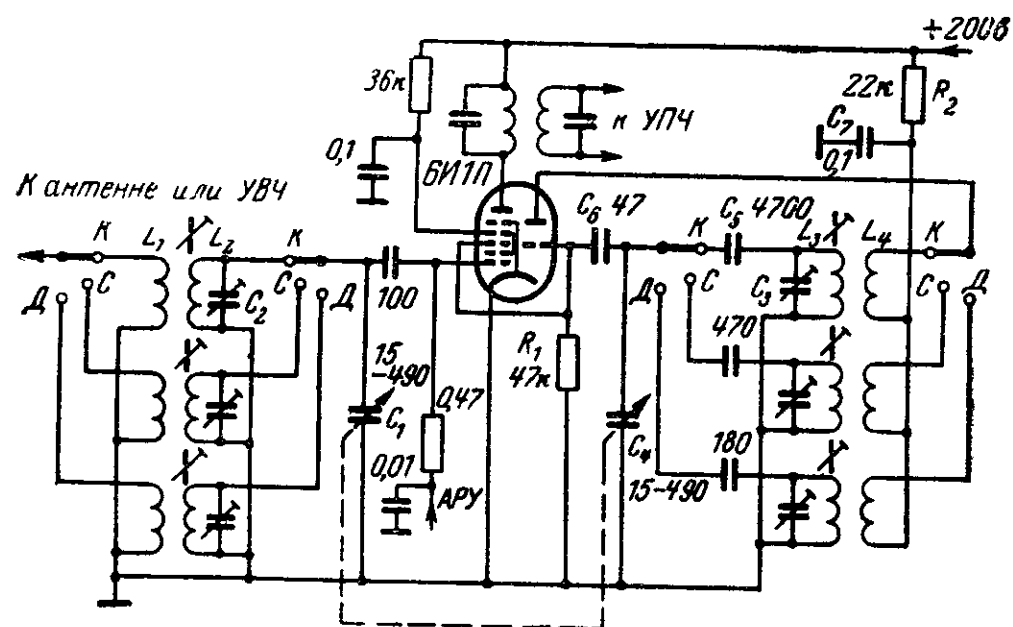 +200в
36к
22к
R2
C7
0,1
к УПЧ
0,1
6И1П
К антенне или УВЧ
C6 47
К
L1
L2
К
К
C5 4700
L3
L4
К
С
Д
C2
С
Д
100
Д
С
C3
С
Д
15
-490
C1
R1
47к
470
0,47
C4
180
0,01
АРУ
15-490